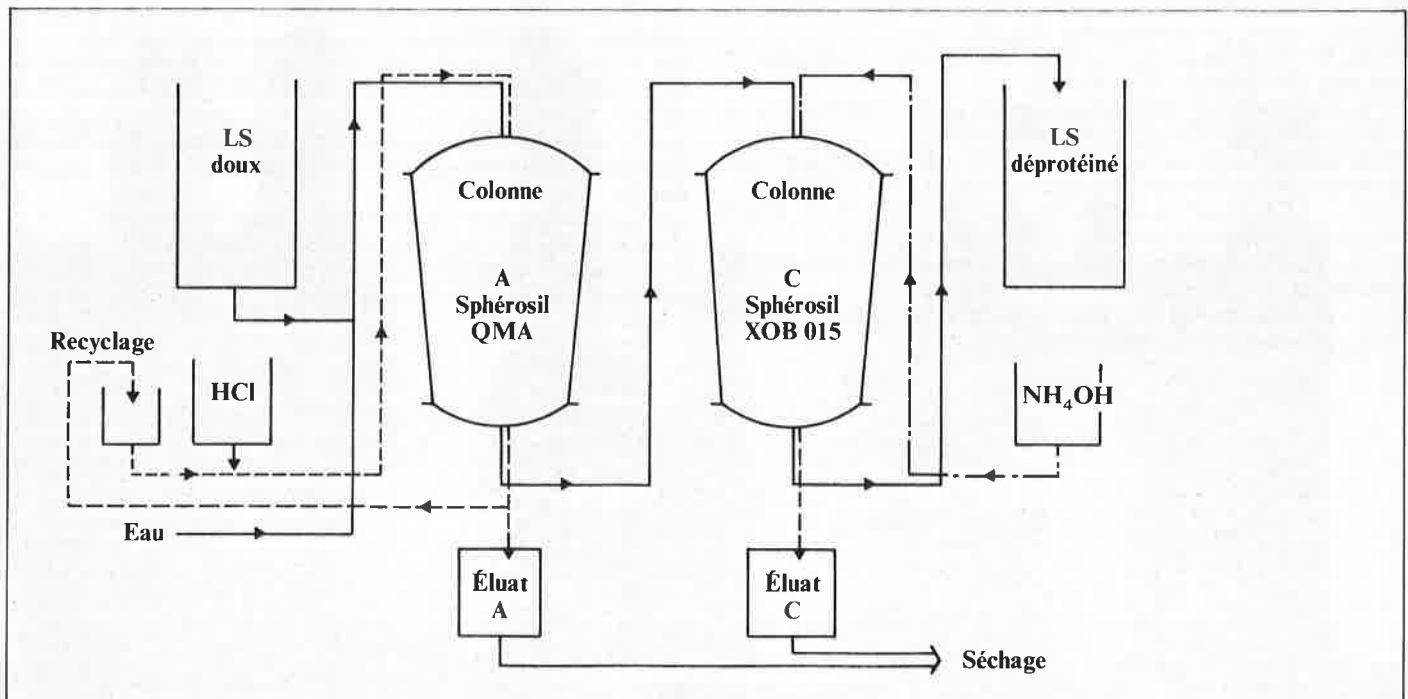 LS
doux
Colonne
A
Sphérosil
QMA
Colonne
C
Sphérosil
XOB 015
LS
déprotéiné
Recyclage
HCl
NH₄OH
Eau
Éluat
A
Éluat
C
Séchage